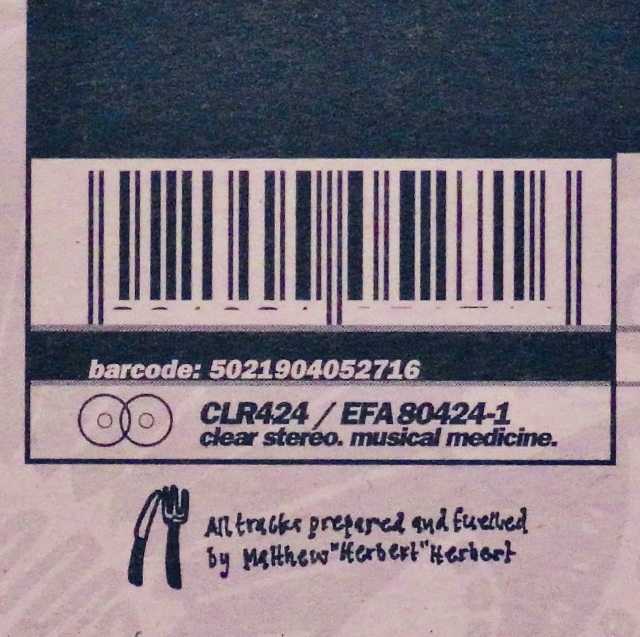 barcode: 5021904052716
CLR424 / EFA 80424-1
clear stereo. musical medicine.
All tracks prepared and fuelled
by Matthew "Herbert" Herbert